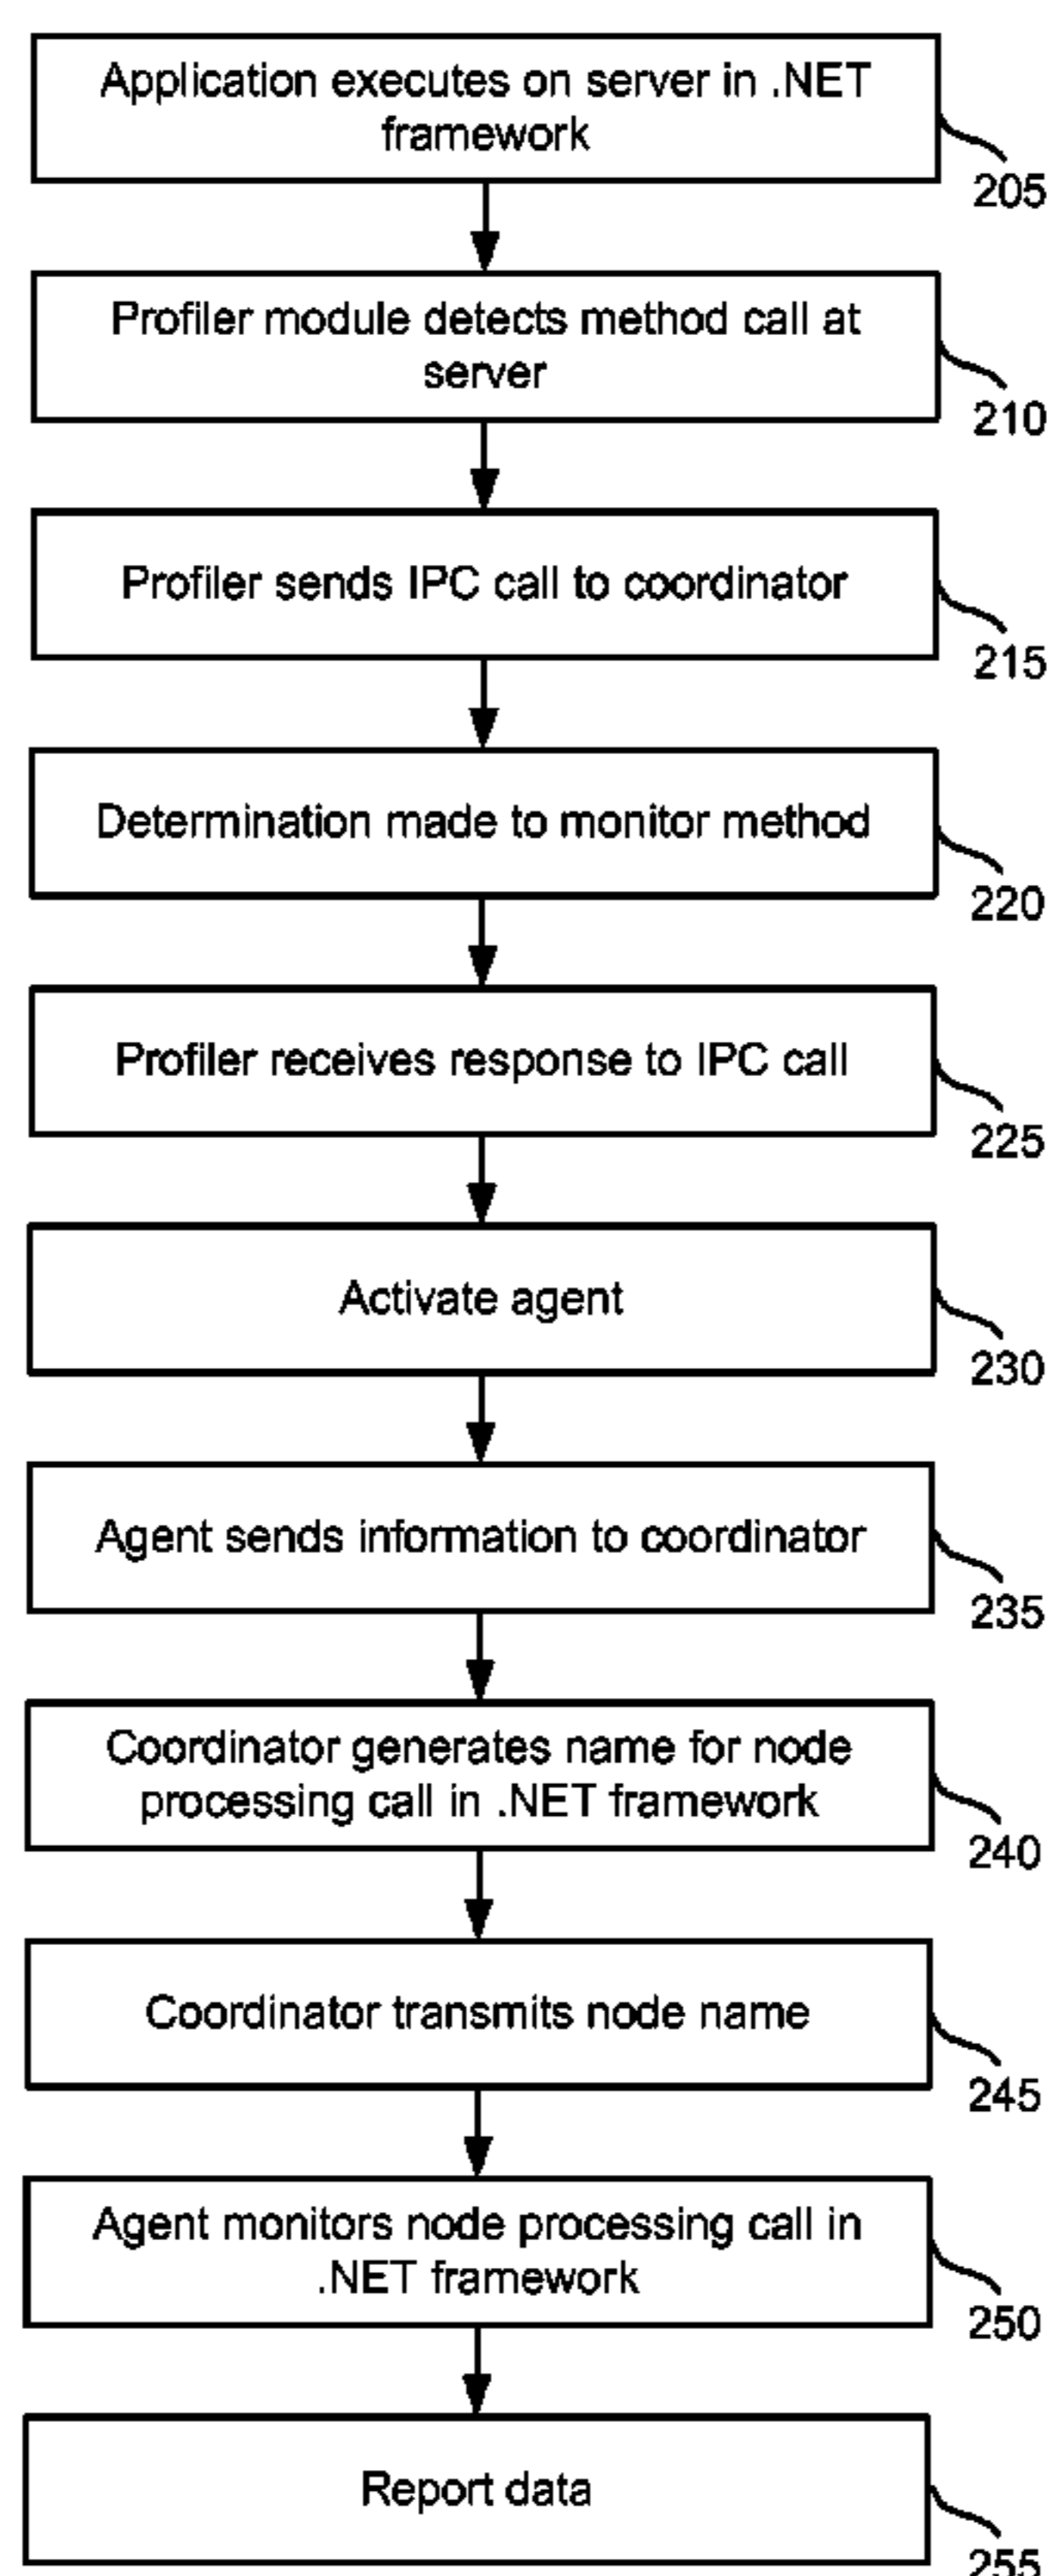 Application executes on server in .NET
framework
205
Profiler module detects method call at
server
210
Profiler sends IPC call to coordinator
215
Determination made to monitor method
220
Profiler receives response to IPC call
225
Activate agent
230
Agent sends information to coordinator
235
Coordinator generates name for node
processing call in .NET framework
240
Coordinator transmits node name
245
Agent monitors node processing call in
.NET framework
250
Report data
255